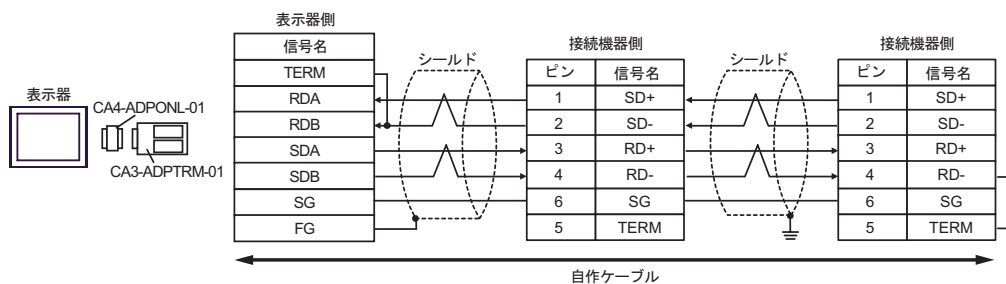 表示器
CA4-ADPONL-01
CA3-ADPTRM-01
表示器側
信号名
TERM
RDA
RDB
SDA
SDB
SG
FG
シールド
接続機器側
ピン 信号名
1 SD+
2 SD-
3 RD+
4 RD-
6 SG
5 TERM
シールド
接続機器側
ピン 信号名
1 SD+
2 SD-
3 RD+
4 RD-
6 SG
5 TERM
自作ケーブル